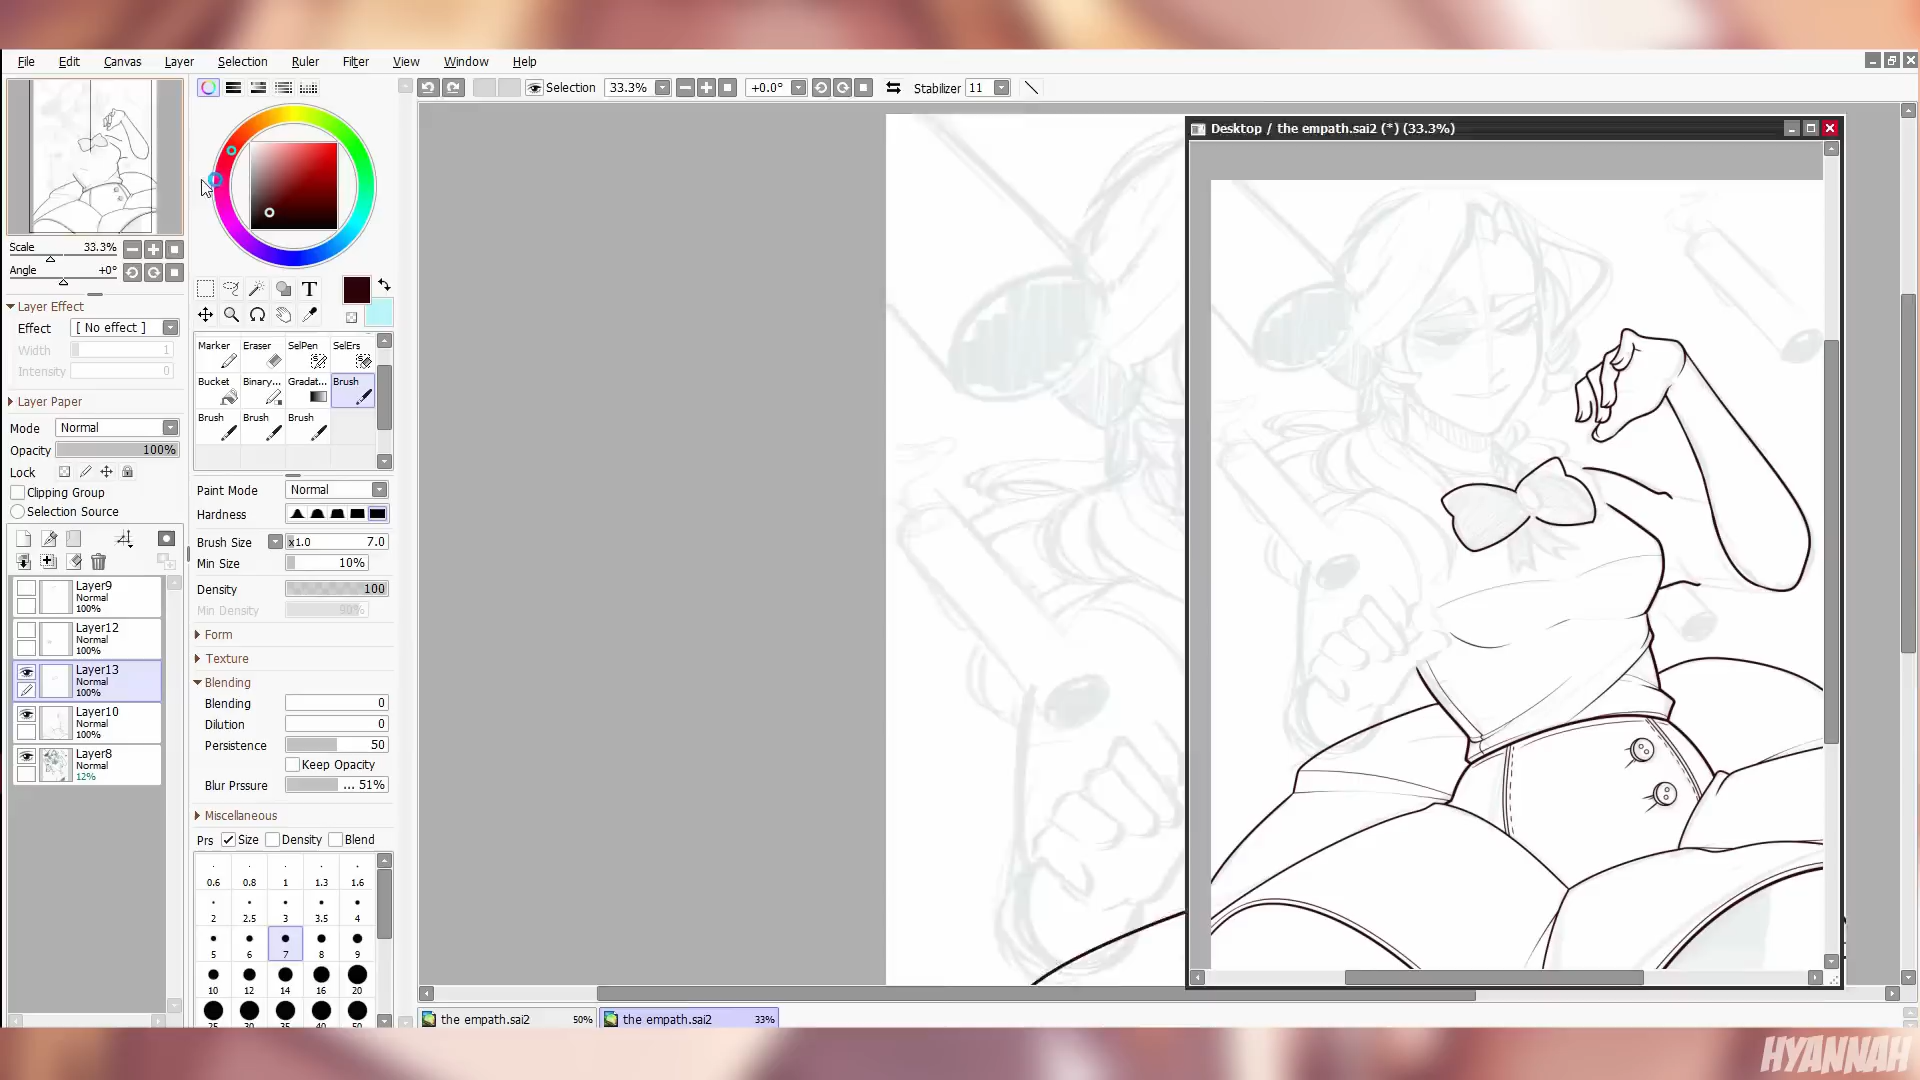 File Edit Canvas Layer Selection Ruler Filter View Window Help
Selection 33.3% +0.0° Stabilizer 11
Desktop / the empath.sai2 (*) (33.3%)
Scale 33.3%
Angle +0°
Layer Effect
Effect [ No effect ]
Width 1
Intensity 0
Layer Paper
Mode Normal
Opacity 100%
Lock
Clipping Group
Selection Source
Layer9
Normal
100%
Layer12
Normal
100%
Layer13
Normal
100%
Layer10
Normal
100%
Layer8
Normal
12%
T
Marker Eraser SelPen SelErs
Bucket Binary... Gradat... Brush
Brush Brush Brush
Paint Mode Normal
Hardness
Brush Size x1.0 7.0
Min Size 10%
Density 100
Min Density 90%
Form
Texture
Blending
Blending 0
Dilution 0
Persistence 50
Keep Opacity
Blur Prssure ... 51%
Miscellaneous
Prs Size Density Blend
0.6 0.8 1 1.3 1.6
2 2.5 3 3.5 4
5 6 7 8 9
10 12 14 16 20
25 30 35 40 50
the empath.sai2 50% the empath.sai2 33%
HYANNAH